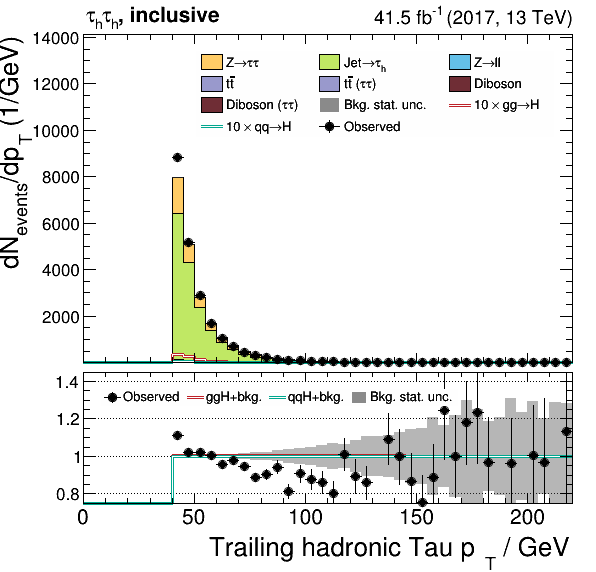 τhτh, inclusive 41.5 fb-1 (2017, 13 TeV)
dNevents/dpT (1/GeV)
14000
12000
10000
8000
6000
4000
2000
Z→ττ Jet→τh Z→ll
tt̄ tt̄ (ττ) Diboson
Diboson (ττ) Bkg. stat. unc. 10 × gg→H
10 × qq→H Observed
1.4
1.2
1
0.8
Observed ggH+bkg. qqH+bkg. Bkg. stat. unc.
0 50 100 150 200
Trailing hadronic Tau p T / GeV